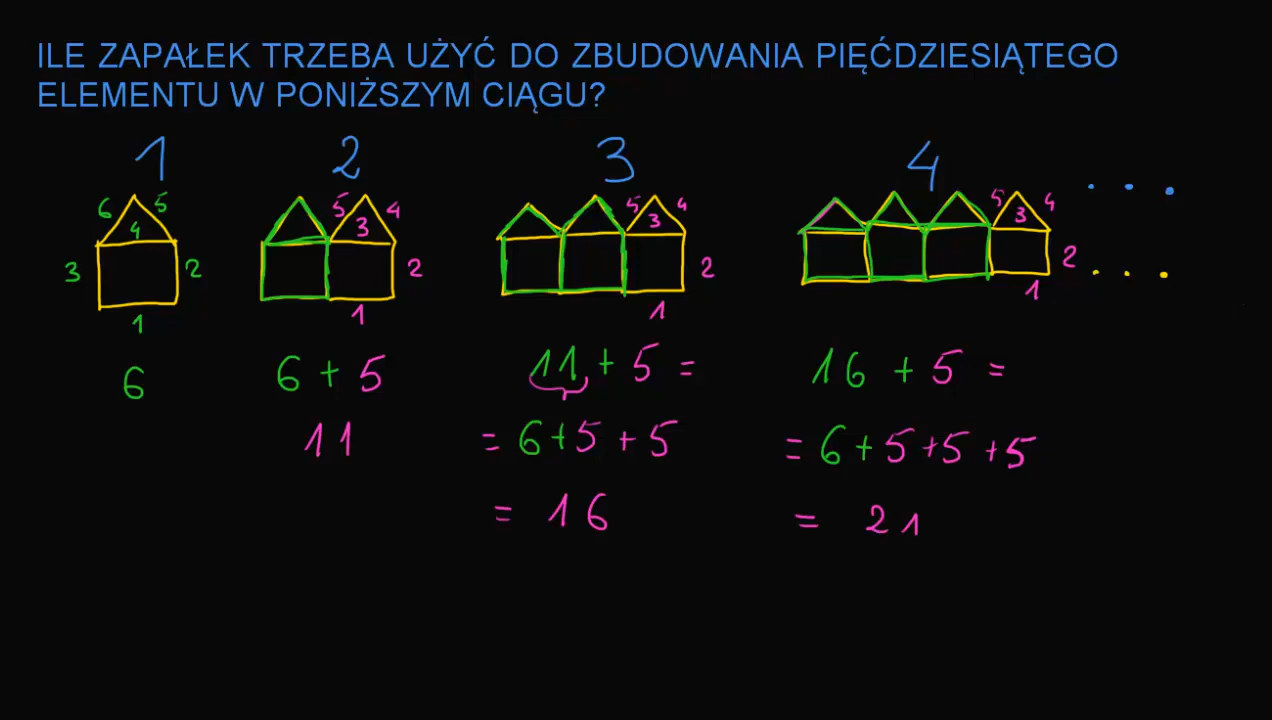 ILE ZAPAŁEK TRZEBA UŻYĆ DO ZBUDOWANIA PIĘĆDZIESIĄTEGO
ELEMENTU W PONIŻSZYM CIĄGU?
1 2 3 4 . . .
6 5 5 4 5 4 5 4
4 3 3 3
3 2 2 2 2 . . .
1 1 1 1
6 6 + 5 11 + 5 = 16 + 5 =
11 = 6 + 5 + 5 = 6 + 5 + 5 + 5
= 16 = 21